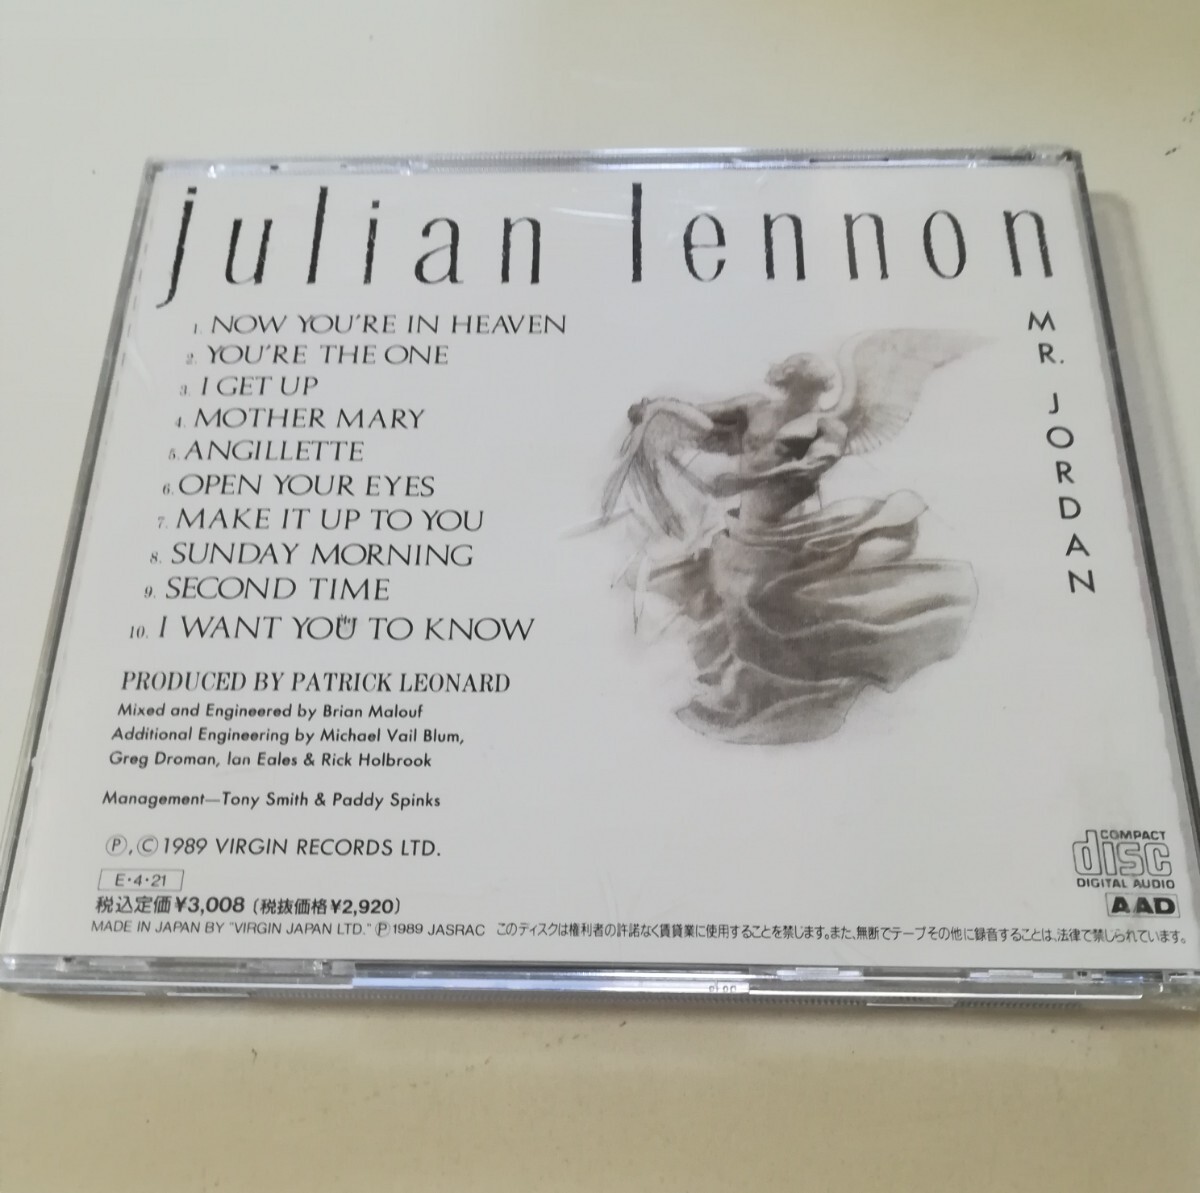 julian lennon
MR. JORDAN
1. NOW YOU'RE IN HEAVEN
2. YOU'RE THE ONE
3. I GET UP
4. MOTHER MARY
5. ANGILLETTE
6. OPEN YOUR EYES
7. MAKE IT UP TO YOU
8. SUNDAY MORNING
9. SECOND TIME
10. I WANT YOU TO KNOW
PRODUCED BY PATRICK LEONARD
Mixed and Engineered by Brian Malouf
Additional Engineering by Michael Vail Blum,
Greg Droman, Ian Eales & Rick Holbrook
Management—Tony Smith & Paddy Spinks
Ⓟ,Ⓒ 1989 VIRGIN RECORDS LTD.
E・4・21
税込定価¥3,008 (税抜価格¥2,920)
MADE IN JAPAN BY "VIRGIN JAPAN LTD." Ⓟ 1989 JASRAC このディスクは権利者の許諾なく賃貸業に使用することを禁じます。また、無断でテープその他に録音することは、法律で禁じられています。
COMPACT
disc
DIGITAL AUDIO
AAD